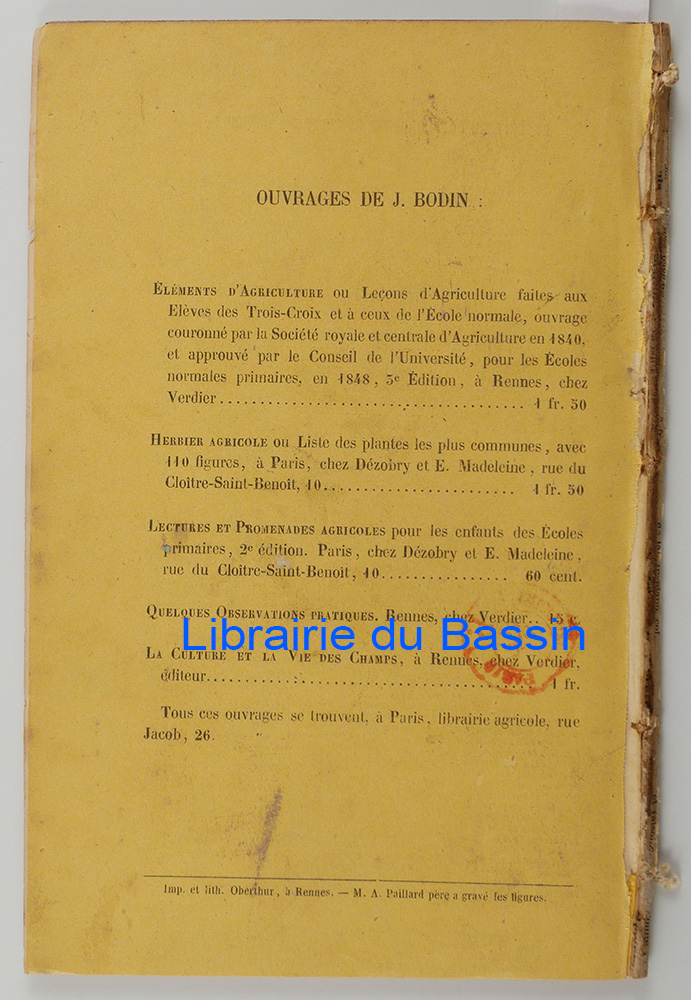 OUVRAGES DE J. BODIN :
ELÉMENTS D'AGRICULTURE ou Leçons d'Agriculture faites aux
Elèves des Trois-Croix et à ceux de l'École normale, ouvrage
couronné par la Société royale et centrale d'Agriculture en 1840,
et approuvé par le Conseil de l'Université, pour les Écoles
normales primaires, en 1848, 3e Édition, à Rennes, chez
Verdier...................................... 1 fr. 50
HERBIER AGRICOLE ou Liste des plantes les plus communes, avec
110 figures, à Paris, chez Dézobry et E. Madeleine, rue du
Cloître-Saint-Benoît, 10........................ 1 fr. 50
LECTURES ET PROMENADES AGRICOLES pour les enfants des Écoles
primaires, 2e édition. Paris, chez Dézobry et E. Madeleine,
rue du Cloître-Saint-Benoît, 10................ 60 cent.
QUELQUES OBSERVATIONS PRATIQUES. Rennes, chez Verdier.. 15 c.
Librairie du Bassin
LA CULTURE ET LA VIE DES CHAMPS, à Rennes, chez Verdier,
éditeur........................................ 1 fr.
Tous ces ouvrages se trouvent, à Paris, librairie agricole, rue
Jacob, 26.
Imp. et lith. Oberthur, à Rennes. — M. A. Paillard père a gravé les figures.